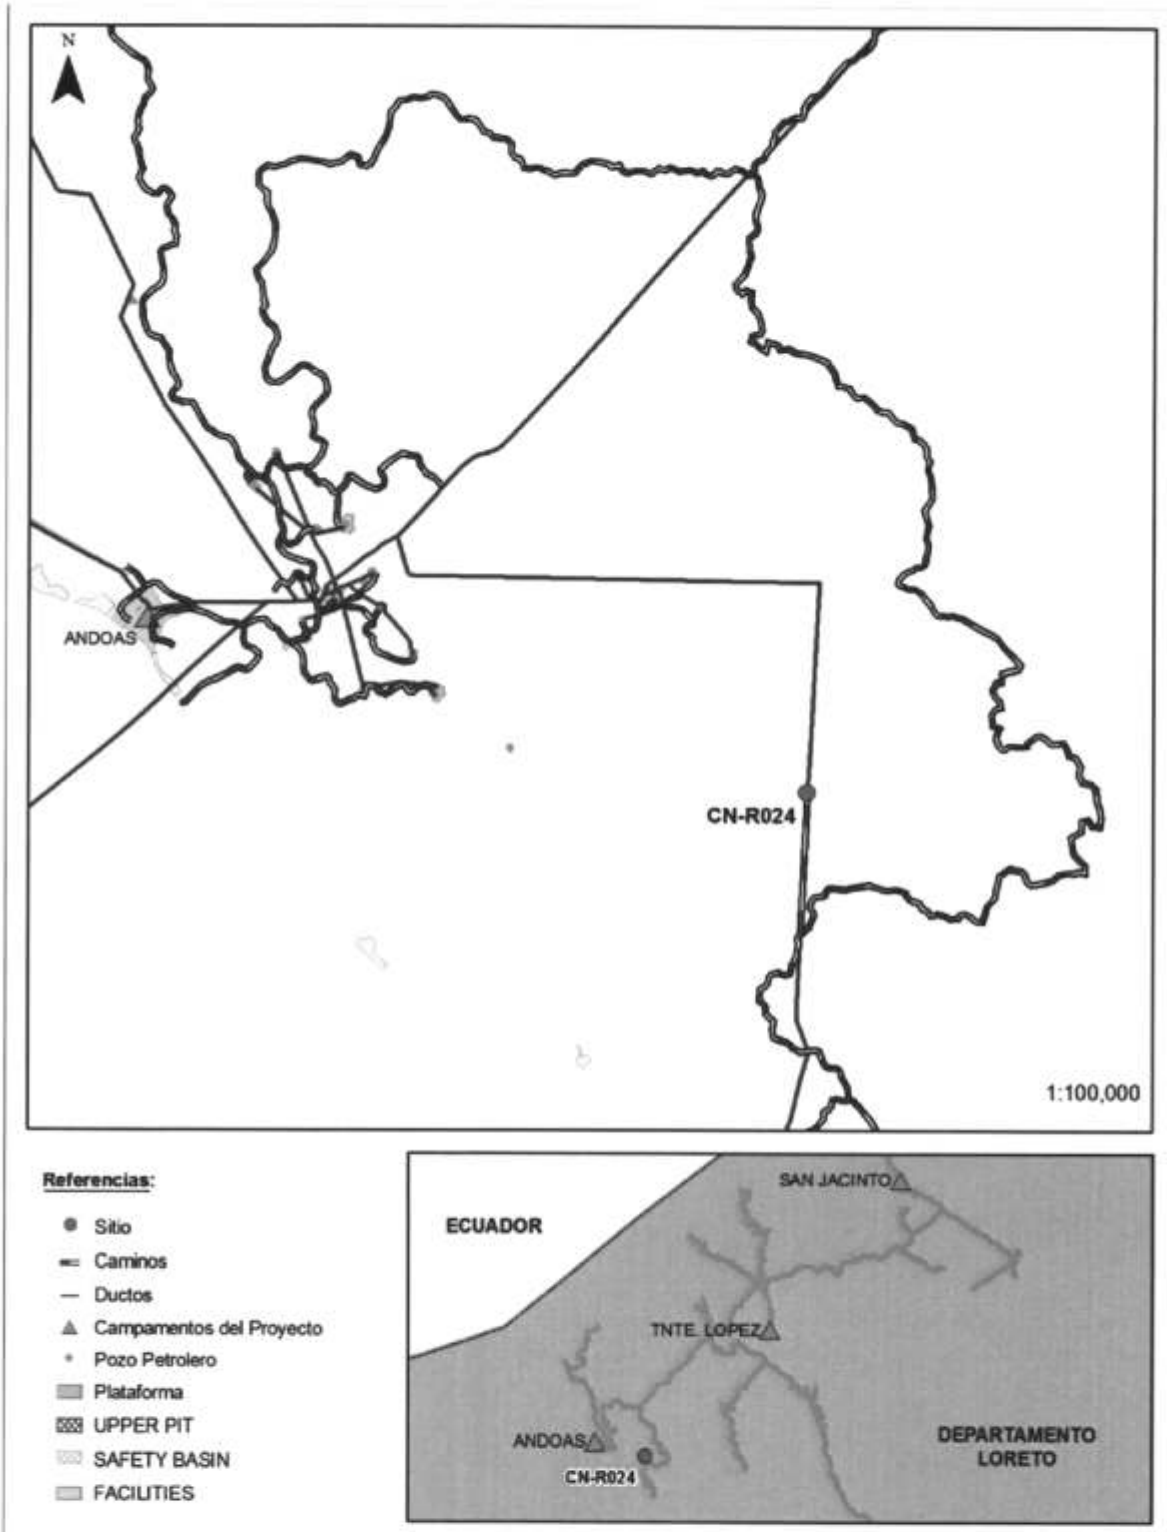 N
ANDOAS
CN-R024
1:100,000
Referencias:
Sitio
Caminos
Ductos
Campamentos del Proyecto
Pozo Petrolero
Plataforma
UPPER PIT
SAFETY BASIN
FACILITIES
SAN JACINTO
ECUADOR
TNTE. LOPEZ
ANDOAS
CN-R024
DEPARTAMENTO
LORETO